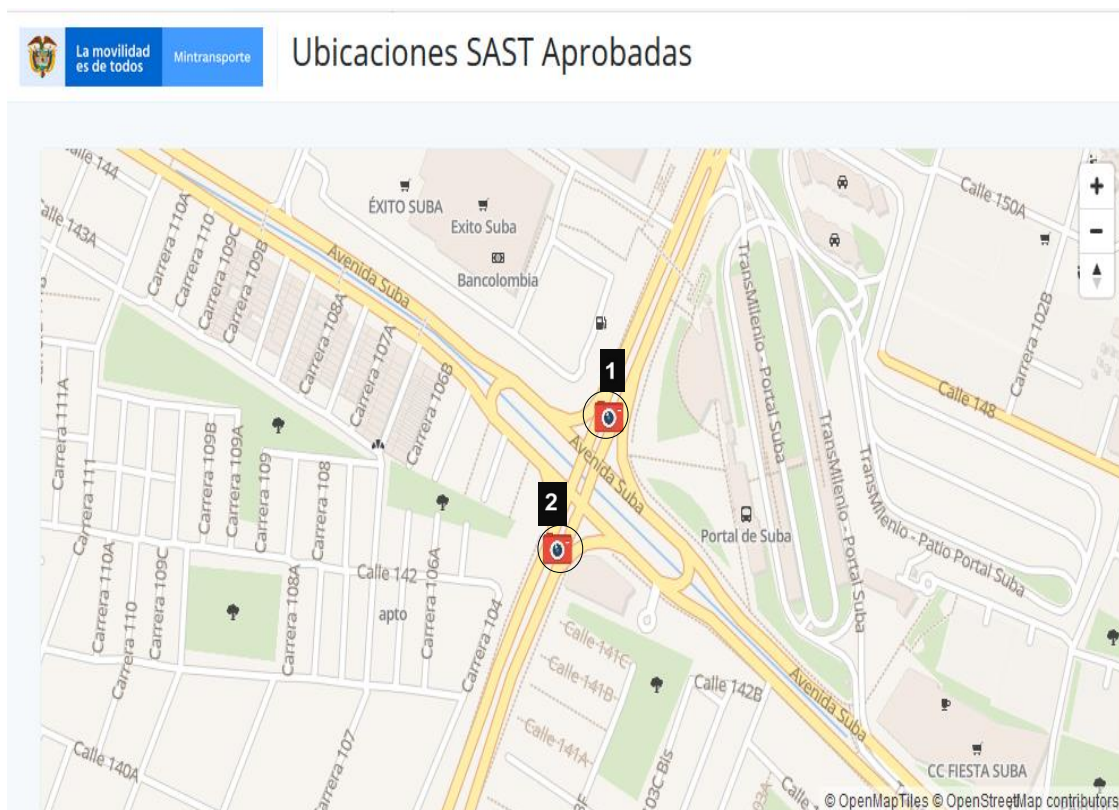 La movilidad
es de todos
Mintransporte
Ubicaciones SAST Aprobadas
Calle 143A
Carrera 110A
Carrera 110
Carrera 109C
Carrera 109B
Carrera 108A
Carrera 107A
Carrera 106B
Avenida Suba
ÉXITO SUBA
Exito Suba
Bancolombia
Calle 150A
Carrera 102B
Calle 148
TransMilenio - Portal Suba
TransMilenio - Portal Suba
TransMilenio - Patio Portal Suba
Portal de Suba
1
2
Avenida Suba
Carrera 111A
Carrera 111
Carrera 109B
Carrera 109A
Carrera 109
Carrera 108
Carrera 110A
Carrera 110
Carrera 109C
Carrera 108A
Calle 142
apto
Carrera 106A
Carrera 104
Calle 141C
Calle 141B
Calle 141A
Calle 142B
Avenida Suba
CC FIESTA SUBA
Calle 140A
Carrera 107
03C Bis
© OpenMapTiles © OpenStreetMap contributors